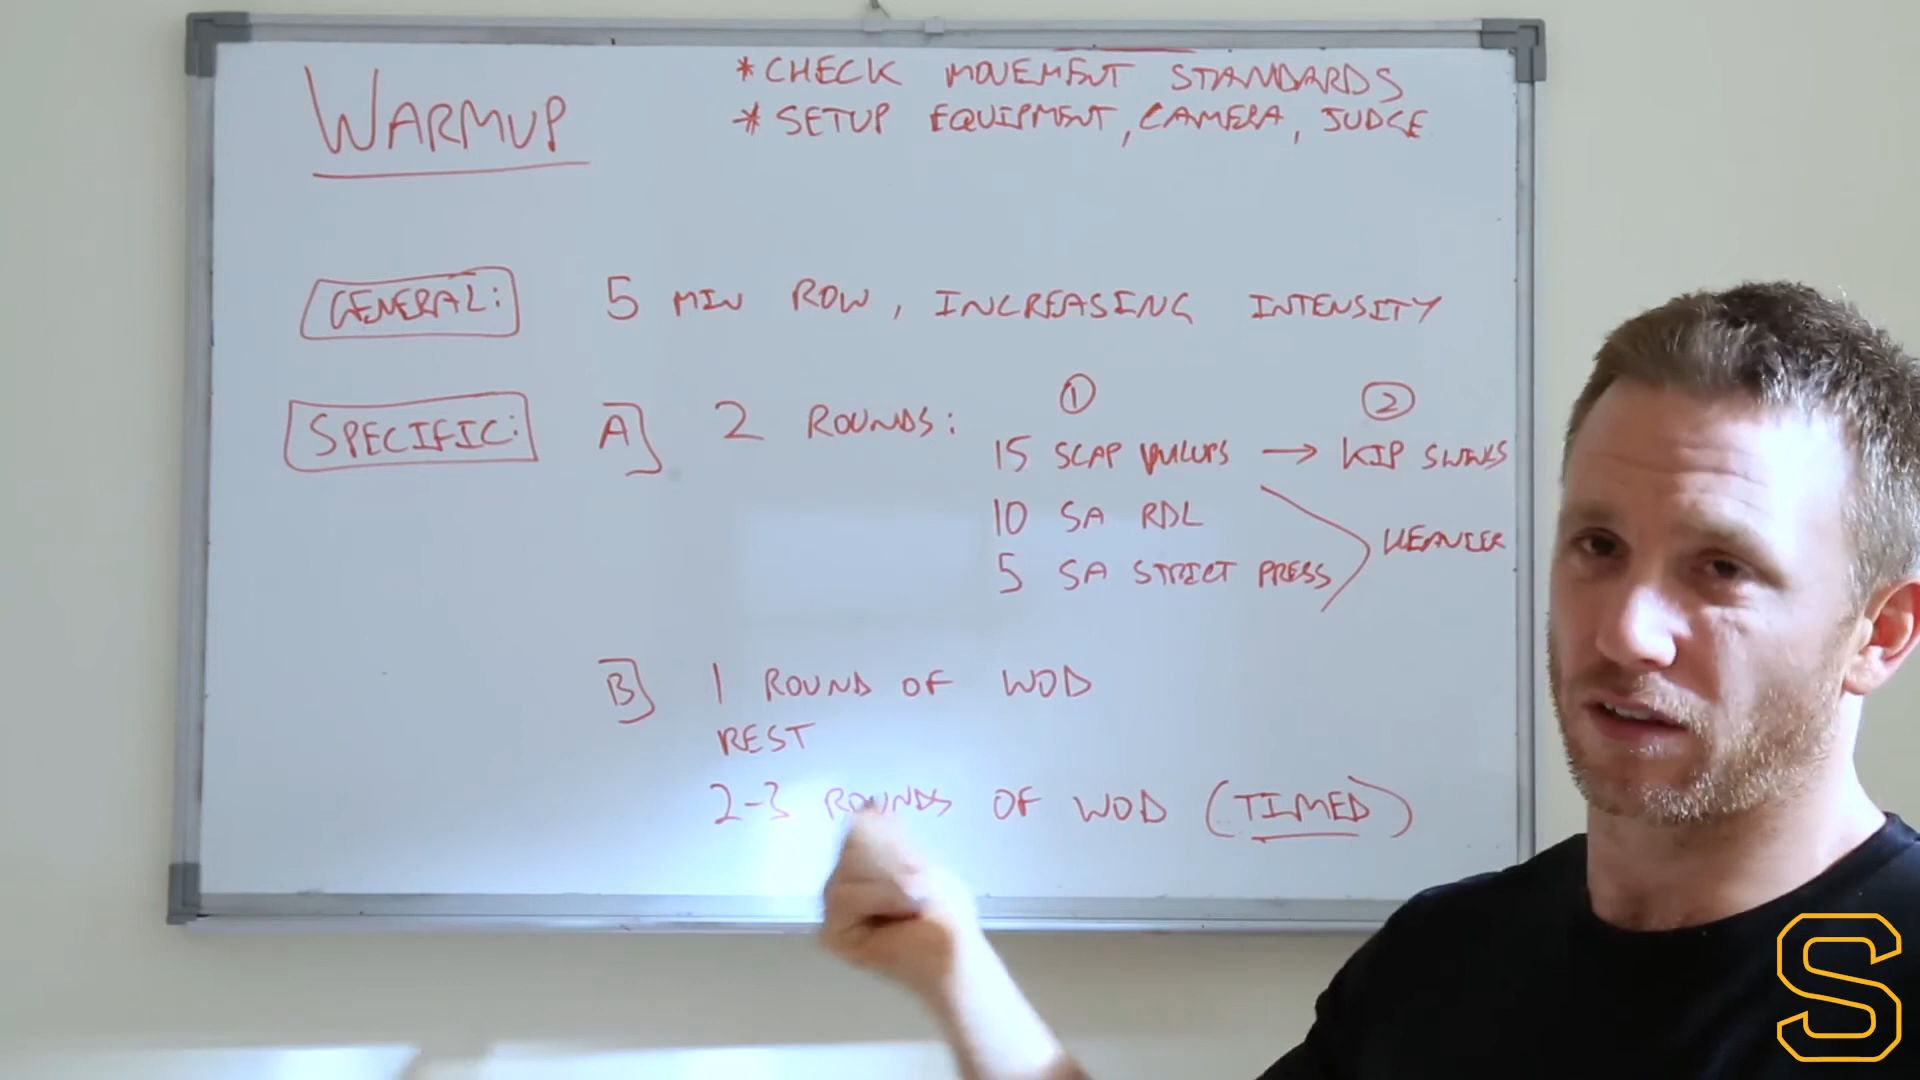 WARMUP
* CHECK MOVEMENT STANDARDS
* SETUP EQUIPMENT, CAMERA, JUDGE
GENERAL: 5 MIN ROW, INCREASING INTENSITY
SPECIFIC: A] 2 ROUNDS:
① ②
15 SCAP PULLUPS → KIP SWINGS
10 SA RDL
HEAVIER
5 SA STRICT PRESS
B] 1 ROUND OF WOD
REST
2-3 ROUNDS OF WOD (TIMED)
S